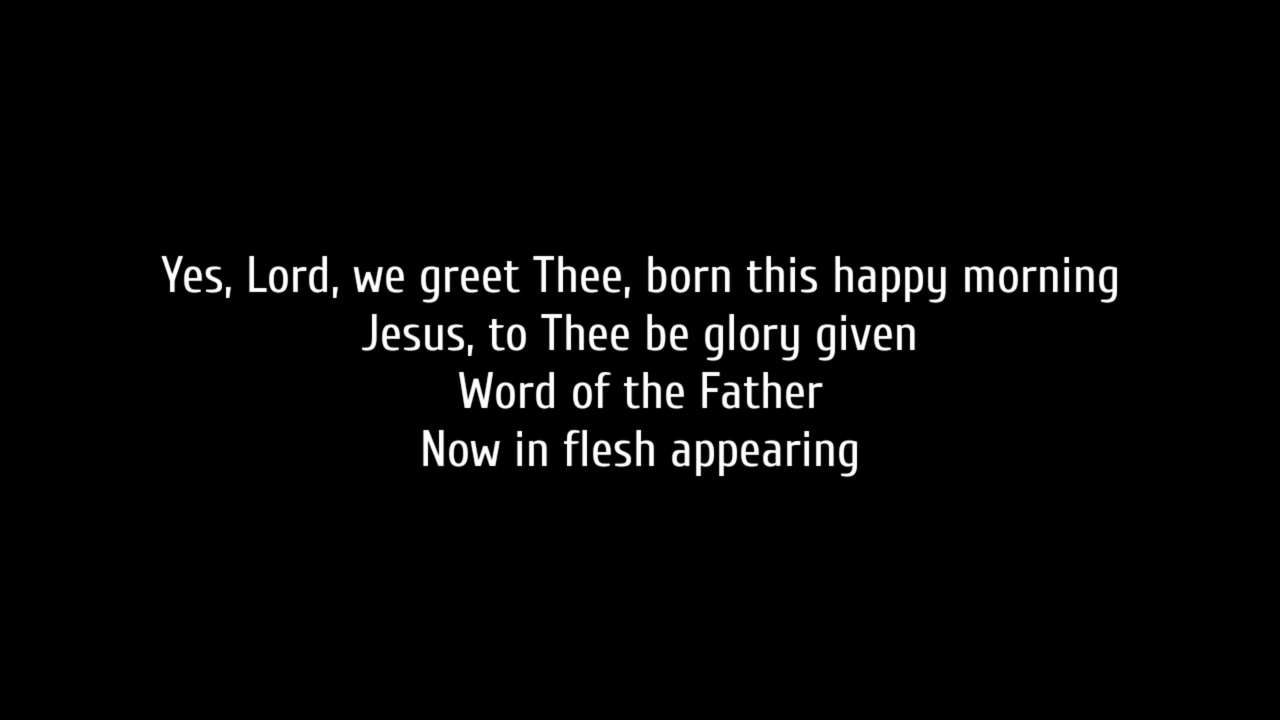 Yes, Lord, we greet Thee, born this happy morning
Jesus, to Thee be glory given
Word of the Father
Now in flesh appearing